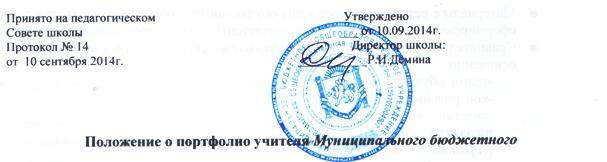 Принято на педагогическом
Совете школы
Протокол № 14
от 10 сентября 2014г.
Утверждено
от 10.09.2014г.
Директор школы:
Р.И.Демина
Положение о портфолио учителя Муниципального бюджетного